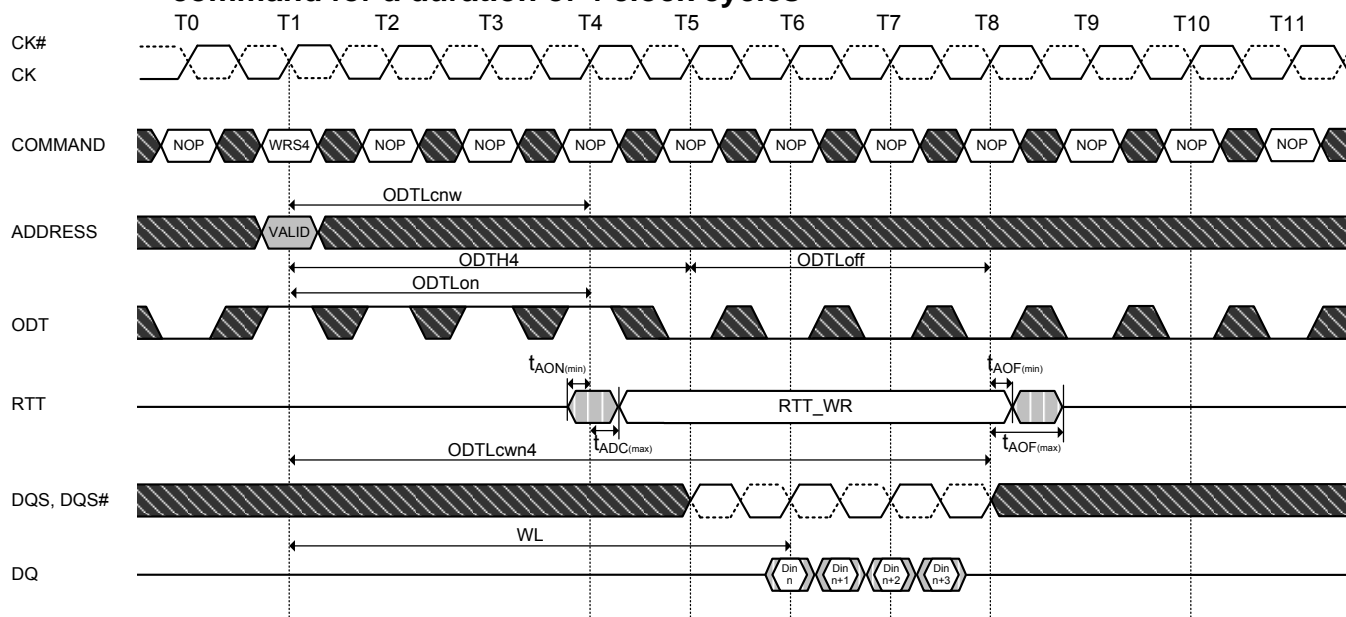 command for a duration of 4 clock cycles
T0 T1 T2 T3 T4 T5 T6 T7 T8 T9 T10 T11
CK#
CK
COMMAND NOP WRS4 NOP NOP NOP NOP NOP NOP NOP NOP NOP NOP
ODTLcnw
ADDRESS VALID
ODTH4 ODTLoff
ODTLon
ODT
tAON(min) tAOF(min)
RTT RTT_WR
tADC(max) tAOF(max)
ODTLcwn4
DQS, DQS#
WL
DQ Din n Din n+1 Din n+2 Din n+3